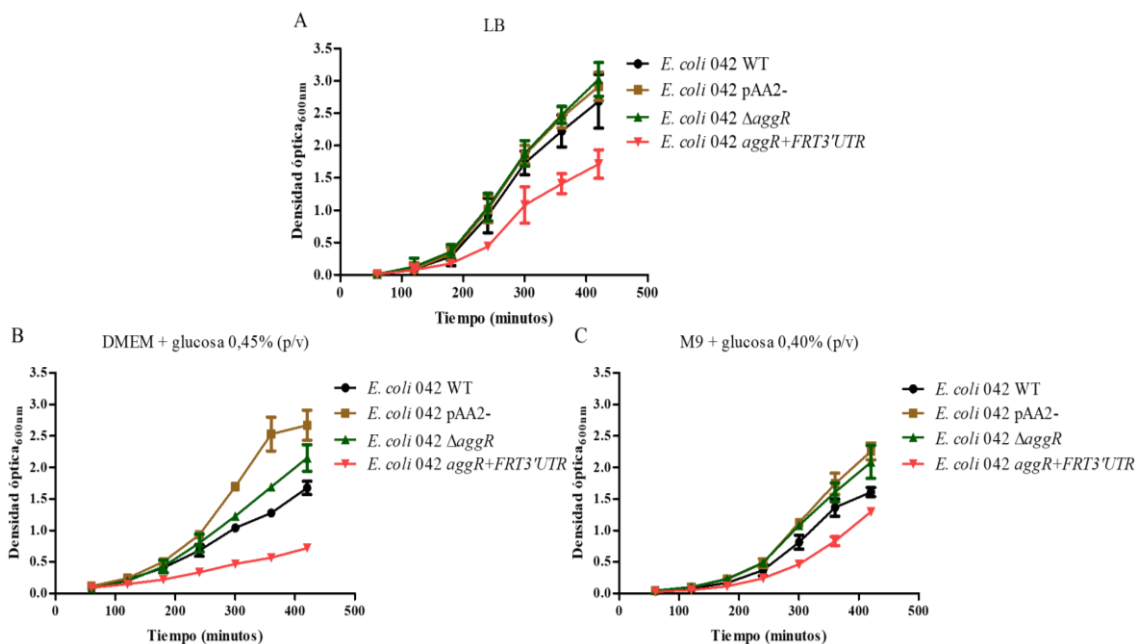 A
LB
Densidad óptica600nm
3.5
3.0
2.5
2.0
1.5
1.0
0.5
0.0
0 100 200 300 400 500
Tiempo (minutos)
E. coli 042 WT
E. coli 042 pAA2-
E. coli 042 ΔaggR
E. coli 042 aggR+FRT3'UTR
B
DMEM + glucosa 0,45% (p/v)
Densidad óptica600nm
3.5
3.0
2.5
2.0
1.5
1.0
0.5
0.0
0 100 200 300 400 500
Tiempo (minutos)
E. coli 042 WT
E. coli 042 pAA2-
E. coli 042 ΔaggR
E. coli 042 aggR+FRT3'UTR
C
M9 + glucosa 0,40% (p/v)
Densidad óptica600nm
3.5
3.0
2.5
2.0
1.5
1.0
0.5
0.0
0 100 200 300 400 500
Tiempo (minutos)
E. coli 042 WT
E. coli 042 pAA2-
E. coli 042 ΔaggR
E. coli 042 aggR+FRT3'UTR